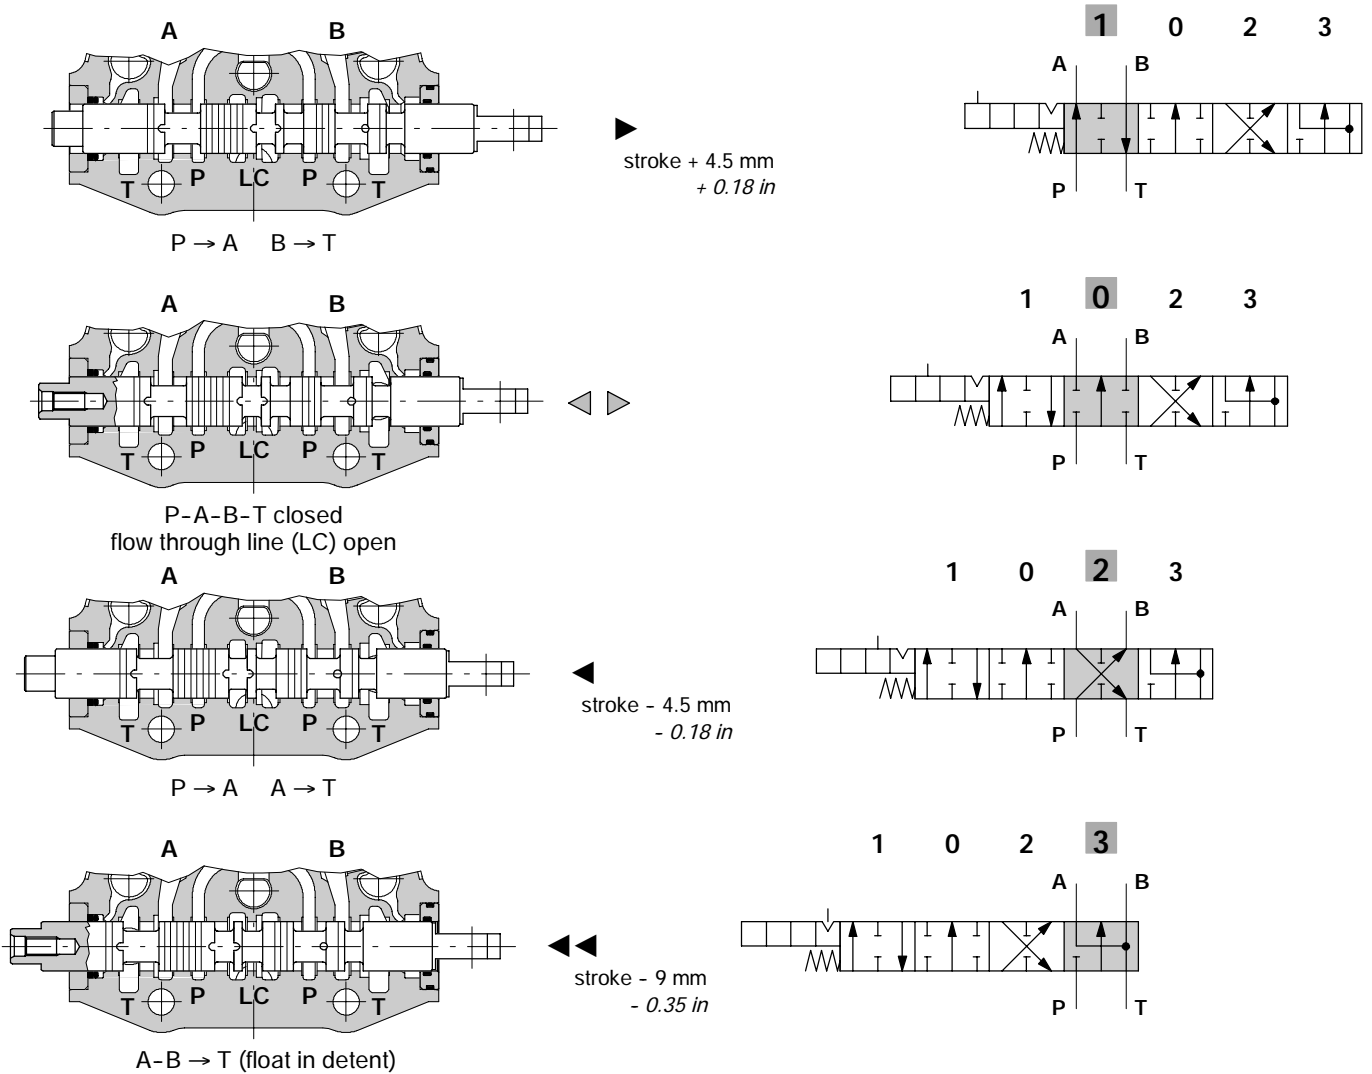 A B
1 0 2 3
A B
T P LC P T
stroke + 4.5 mm
+ 0.18 in
P T
P → A B → T
A B
1 0 2 3
A B
T P LC P T
P T
P-A-B-T closed
flow through line (LC) open
A B
1 0 2 3
A B
T P LC P T
stroke - 4.5 mm
- 0.18 in
P T
P → A A → T
A B
1 0 2 3
A B
T P LC P T
stroke - 9 mm
- 0.35 in
P T
A-B → T (float in detent)